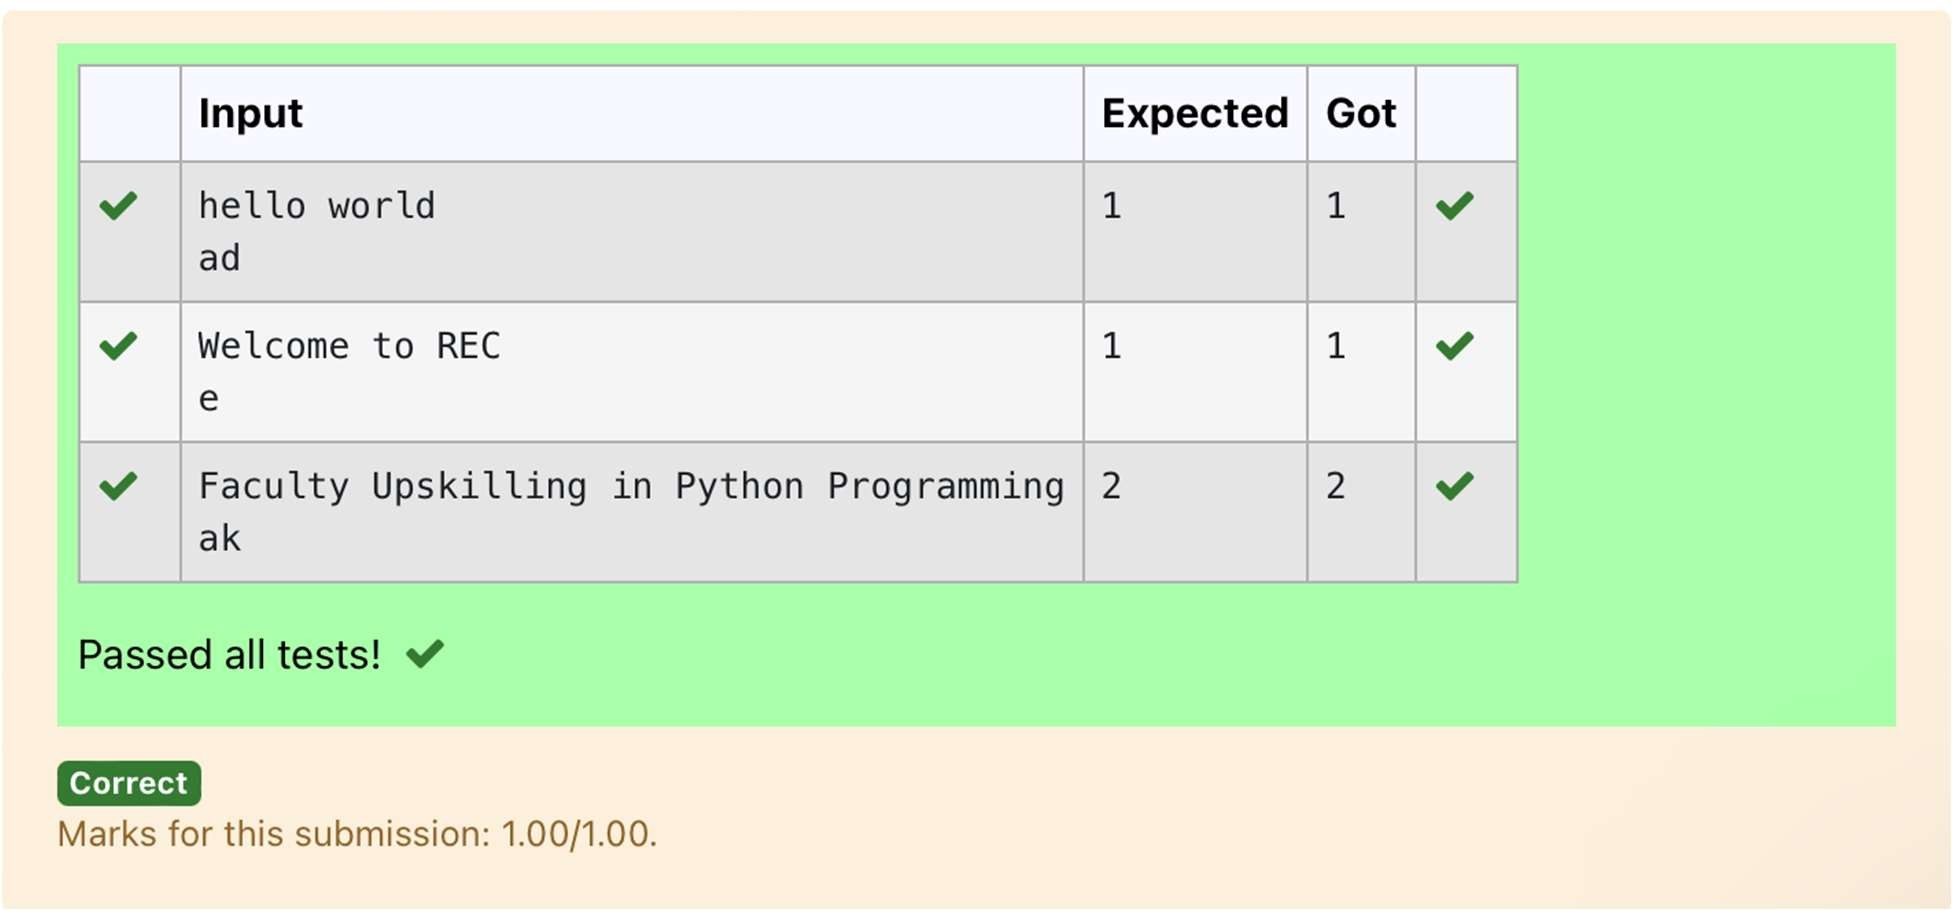 Input Expected Got
hello world 1 1
ad
Welcome to REC 1 1
e
Faculty Upskilling in Python Programming 2 2
ak
Passed all tests!
Correct
Marks for this submission: 1.00/1.00.